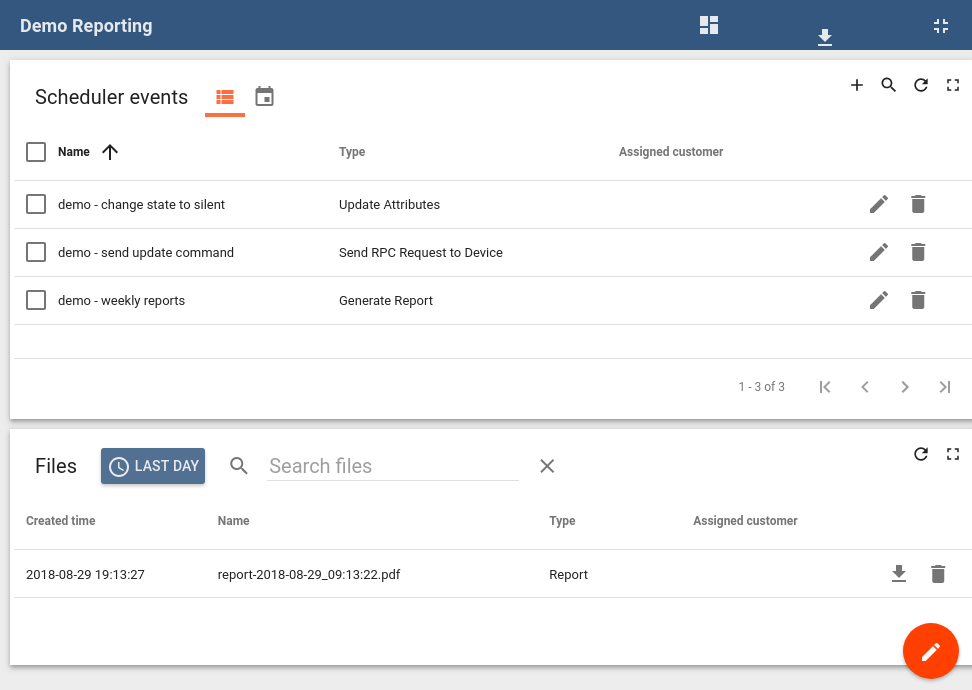 Demo Reporting
Scheduler events
Name Type Assigned customer
demo - change state to silent Update Attributes
demo - send update command Send RPC Request to Device
demo - weekly reports Generate Report
1 - 3 of 3
Files LAST DAY Search files
Created time Name Type Assigned customer
2018-08-29 19:13:27 report-2018-08-29_09:13:22.pdf Report